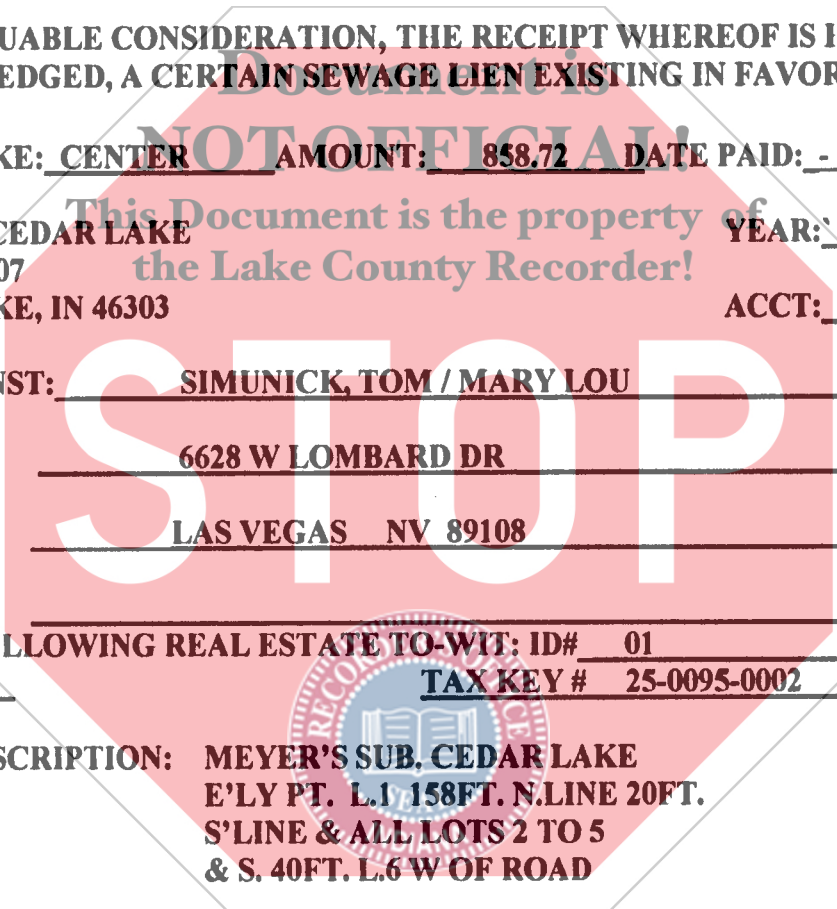 UABLE CONSIDERATION, THE RECEIPT WHEREOF IS
EDGED, A CERTAIN SEWAGE LIEN EXISTING IN FAVOR
Document is
NOT OFFICIAL!
KE: CENTER AMOUNT: 858.72 DATE PAID: -
This Document is the property of
the Lake County Recorder!
CEDAR LAKE YEAR:
07
KE, IN 46303 ACCT:
STOP
NST: SIMUNICK, TOM / MARY LOU
6628 W LOMBARD DR
LAS VEGAS NV 89108
LLOWING REAL ESTATE TO-WIT: ID# 01
TAX KEY # 25-0095-0002
RECORDER'S OFFICE
SEAL
INDIANA
SCRIPTION: MEYER'S SUB. CEDAR LAKE
E'LY PT. L.1 158FT. N.LINE 20FT.
S'LINE & ALL LOTS 2 TO 5
& S. 40FT. L.6 W OF ROAD